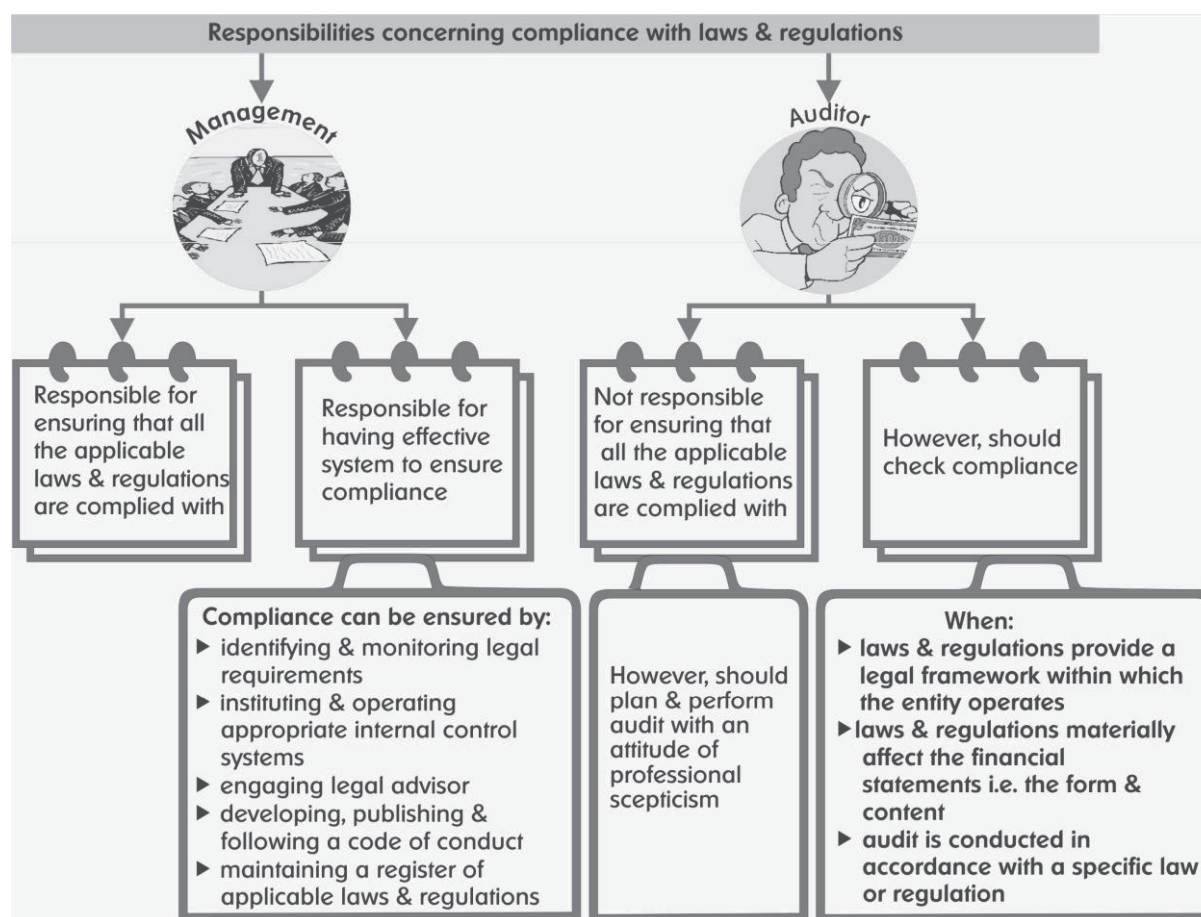 Responsibilities concerning compliance with laws & regulations
Management
Auditor
Responsible for
ensuring that all
the applicable
laws & regulations
are complied with
Responsible for
having effective
system to ensure
compliance
Not responsible
for ensuring that
all the applicable
laws & regulations
are complied with
However, should
check compliance
Compliance can be ensured by:
▶ identifying & monitoring legal
requirements
▶ instituting & operating
appropriate internal control
systems
▶ engaging legal advisor
▶ developing, publishing &
following a code of conduct
▶ maintaining a register of
applicable laws & regulations
However, should
plan & perform
audit with an
attitude of
professional
scepticism
When:
▶ laws & regulations provide a
legal framework within which
the entity operates
▶ laws & regulations materially
affect the financial
statements i.e. the form &
content
▶ audit is conducted in
accordance with a specific law
or regulation